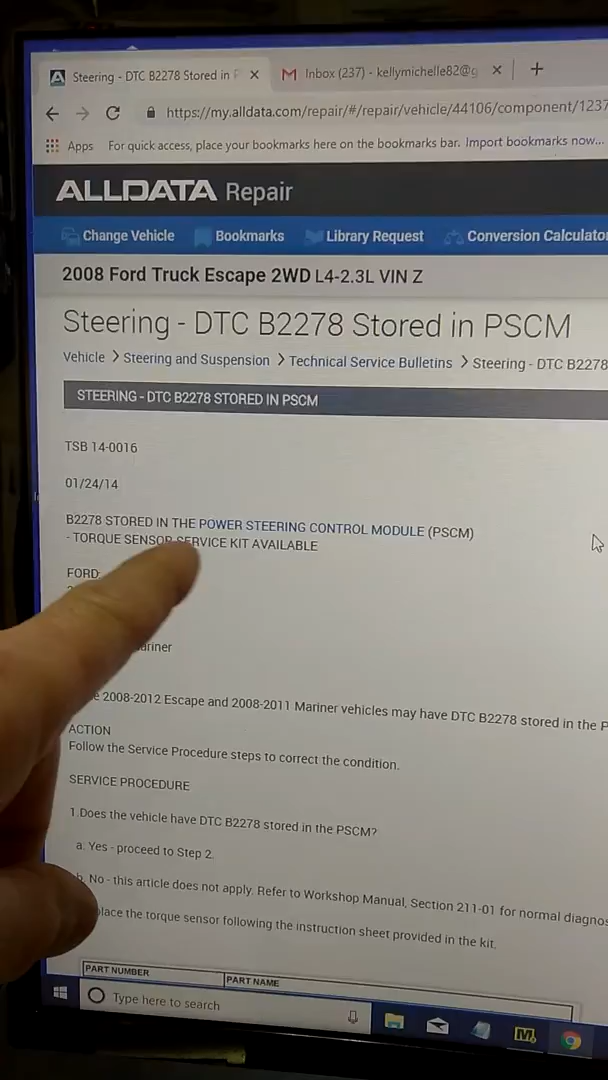 Steering - DTC B2278 Stored in P
Inbox (237) - kellymichelle82@g
https://my.alldata.com/repair/#/repair/vehicle/44106/component/1237
Apps For quick access, place your bookmarks here on the bookmarks bar. Import bookmarks now...
ALLDATA Repair
Change Vehicle Bookmarks Library Request Conversion Calculator
2008 Ford Truck Escape 2WD L4-2.3L VIN Z
Steering - DTC B2278 Stored in PSCM
Vehicle > Steering and Suspension > Technical Service Bulletins > Steering - DTC B2278
STEERING - DTC B2278 STORED IN PSCM
TSB 14-0016
01/24/14
B2278 STORED IN THE POWER STEERING CONTROL MODULE (PSCM)
- TORQUE SENSOR SERVICE KIT AVAILABLE
FORD:
ariner
e 2008-2012 Escape and 2008-2011 Mariner vehicles may have DTC B2278 stored in the P
ACTION
Follow the Service Procedure steps to correct the condition.
SERVICE PROCEDURE
1.Does the vehicle have DTC B2278 stored in the PSCM?
a. Yes - proceed to Step 2.
b. No - this article does not apply. Refer to Workshop Manual, Section 211-01 for normal diagnos
place the torque sensor following the instruction sheet provided in the kit.
PART NUMBER PART NAME
Type here to search